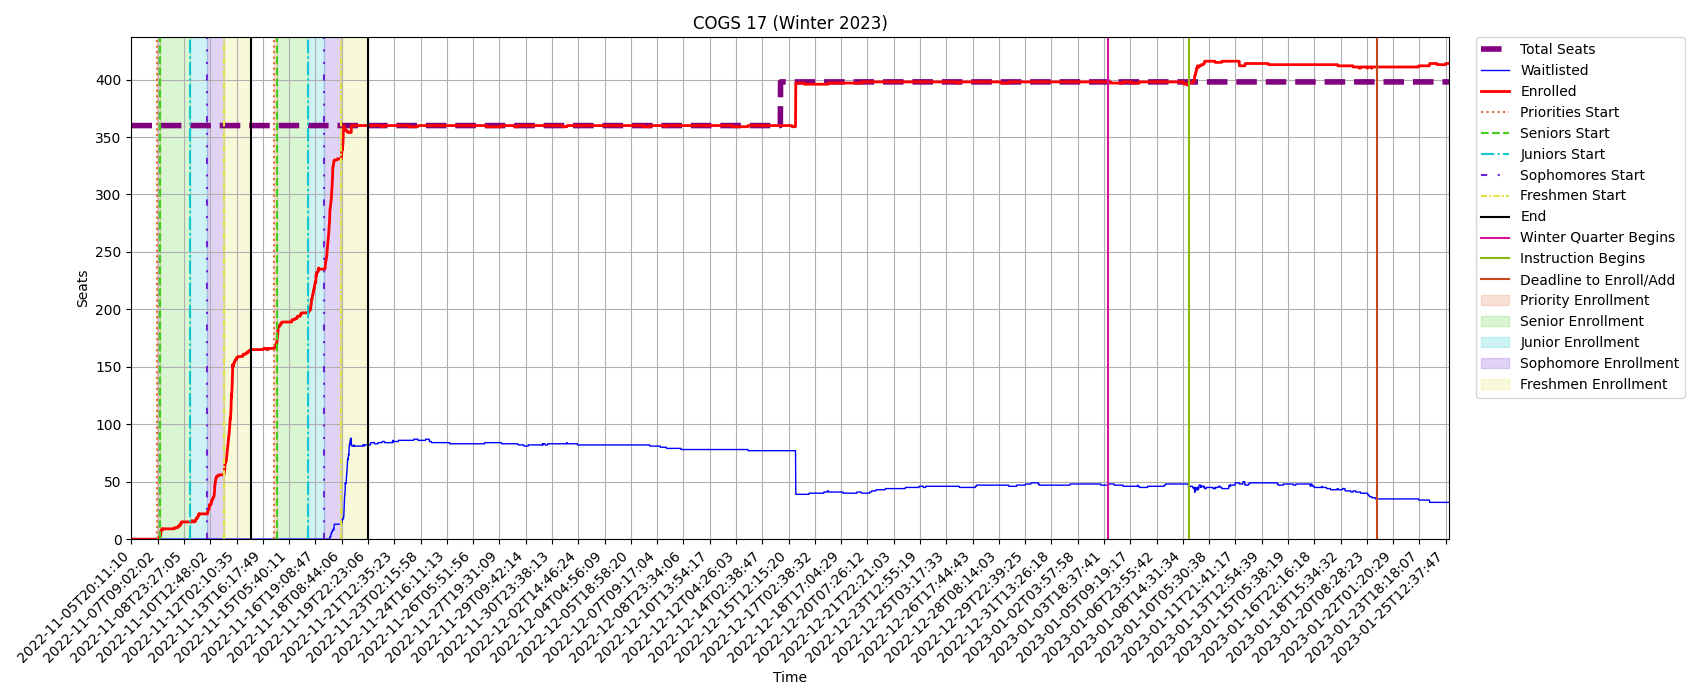 COGS 17 (Winter 2023)
Seats
400
350
300
250
200
150
100
50
0
2022-11-05T20:11:10
2022-11-07T09:02:02
2022-11-08T23:27:05
2022-11-10T12:48:02
2022-11-12T02:10:35
2022-11-13T16:17:49
2022-11-15T05:40:11
2022-11-16T19:08:47
2022-11-18T08:44:06
2022-11-19T22:23:06
2022-11-21T12:35:23
2022-11-23T02:15:58
2022-11-24T16:11:13
2022-11-26T05:51:56
2022-11-27T19:31:09
2022-11-29T09:42:14
2022-11-30T23:38:13
2022-12-02T14:46:24
2022-12-04T04:56:09
2022-12-05T18:58:20
2022-12-07T09:17:04
2022-12-08T23:34:06
2022-12-10T13:54:17
2022-12-12T04:26:03
2022-12-14T02:38:47
2022-12-15T12:15:20
2022-12-17T02:38:32
2022-12-18T17:04:29
2022-12-20T07:26:12
2022-12-21T22:21:03
2022-12-23T12:55:19
2022-12-25T03:17:33
2022-12-26T17:44:43
2022-12-28T08:14:03
2022-12-29T22:39:25
2022-12-31T13:26:18
2023-01-02T03:57:58
2023-01-03T18:37:41
2023-01-05T09:19:17
2023-01-06T23:55:42
2023-01-08T14:31:34
2023-01-10T05:30:38
2023-01-11T21:41:17
2023-01-13T12:54:39
2023-01-15T05:38:19
2023-01-16T22:16:18
2023-01-18T15:34:32
2023-01-20T08:28:23
2023-01-22T01:20:29
2023-01-23T18:18:07
2023-01-25T12:37:47
Time
Total Seats
Waitlisted
Enrolled
Priorities Start
Seniors Start
Juniors Start
Sophomores Start
Freshmen Start
End
Winter Quarter Begins
Instruction Begins
Deadline to Enroll/Add
Priority Enrollment
Senior Enrollment
Junior Enrollment
Sophomore Enrollment
Freshmen Enrollment